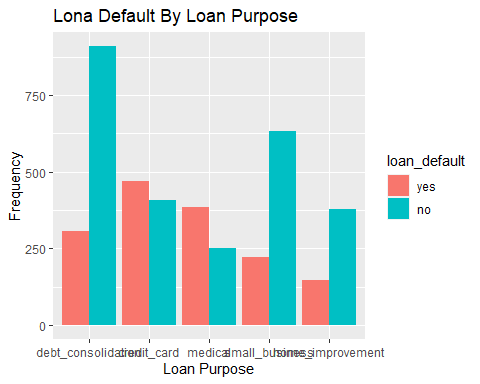 Lona Default By Loan Purpose
Frequency
750
500
250
0
debt_consolidation credit_card medical small_business home_improvement
Loan Purpose
loan_default
yes
no